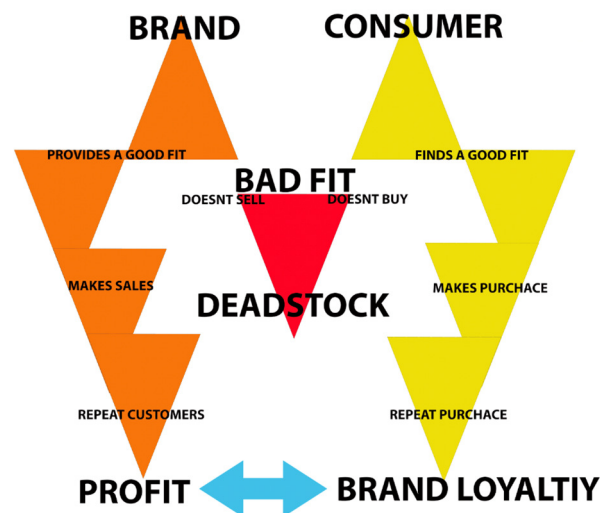 BRAND
CONSUMER
PROVIDES A GOOD FIT
FINDS A GOOD FIT
BAD FIT
DOESNT SELL
DOESNT BUY
MAKES SALES
MAKES PURCHACE
DEADSTOCK
REPEAT CUSTOMERS
REPEAT PURCHACE
PROFIT
BRAND LOYALTIY